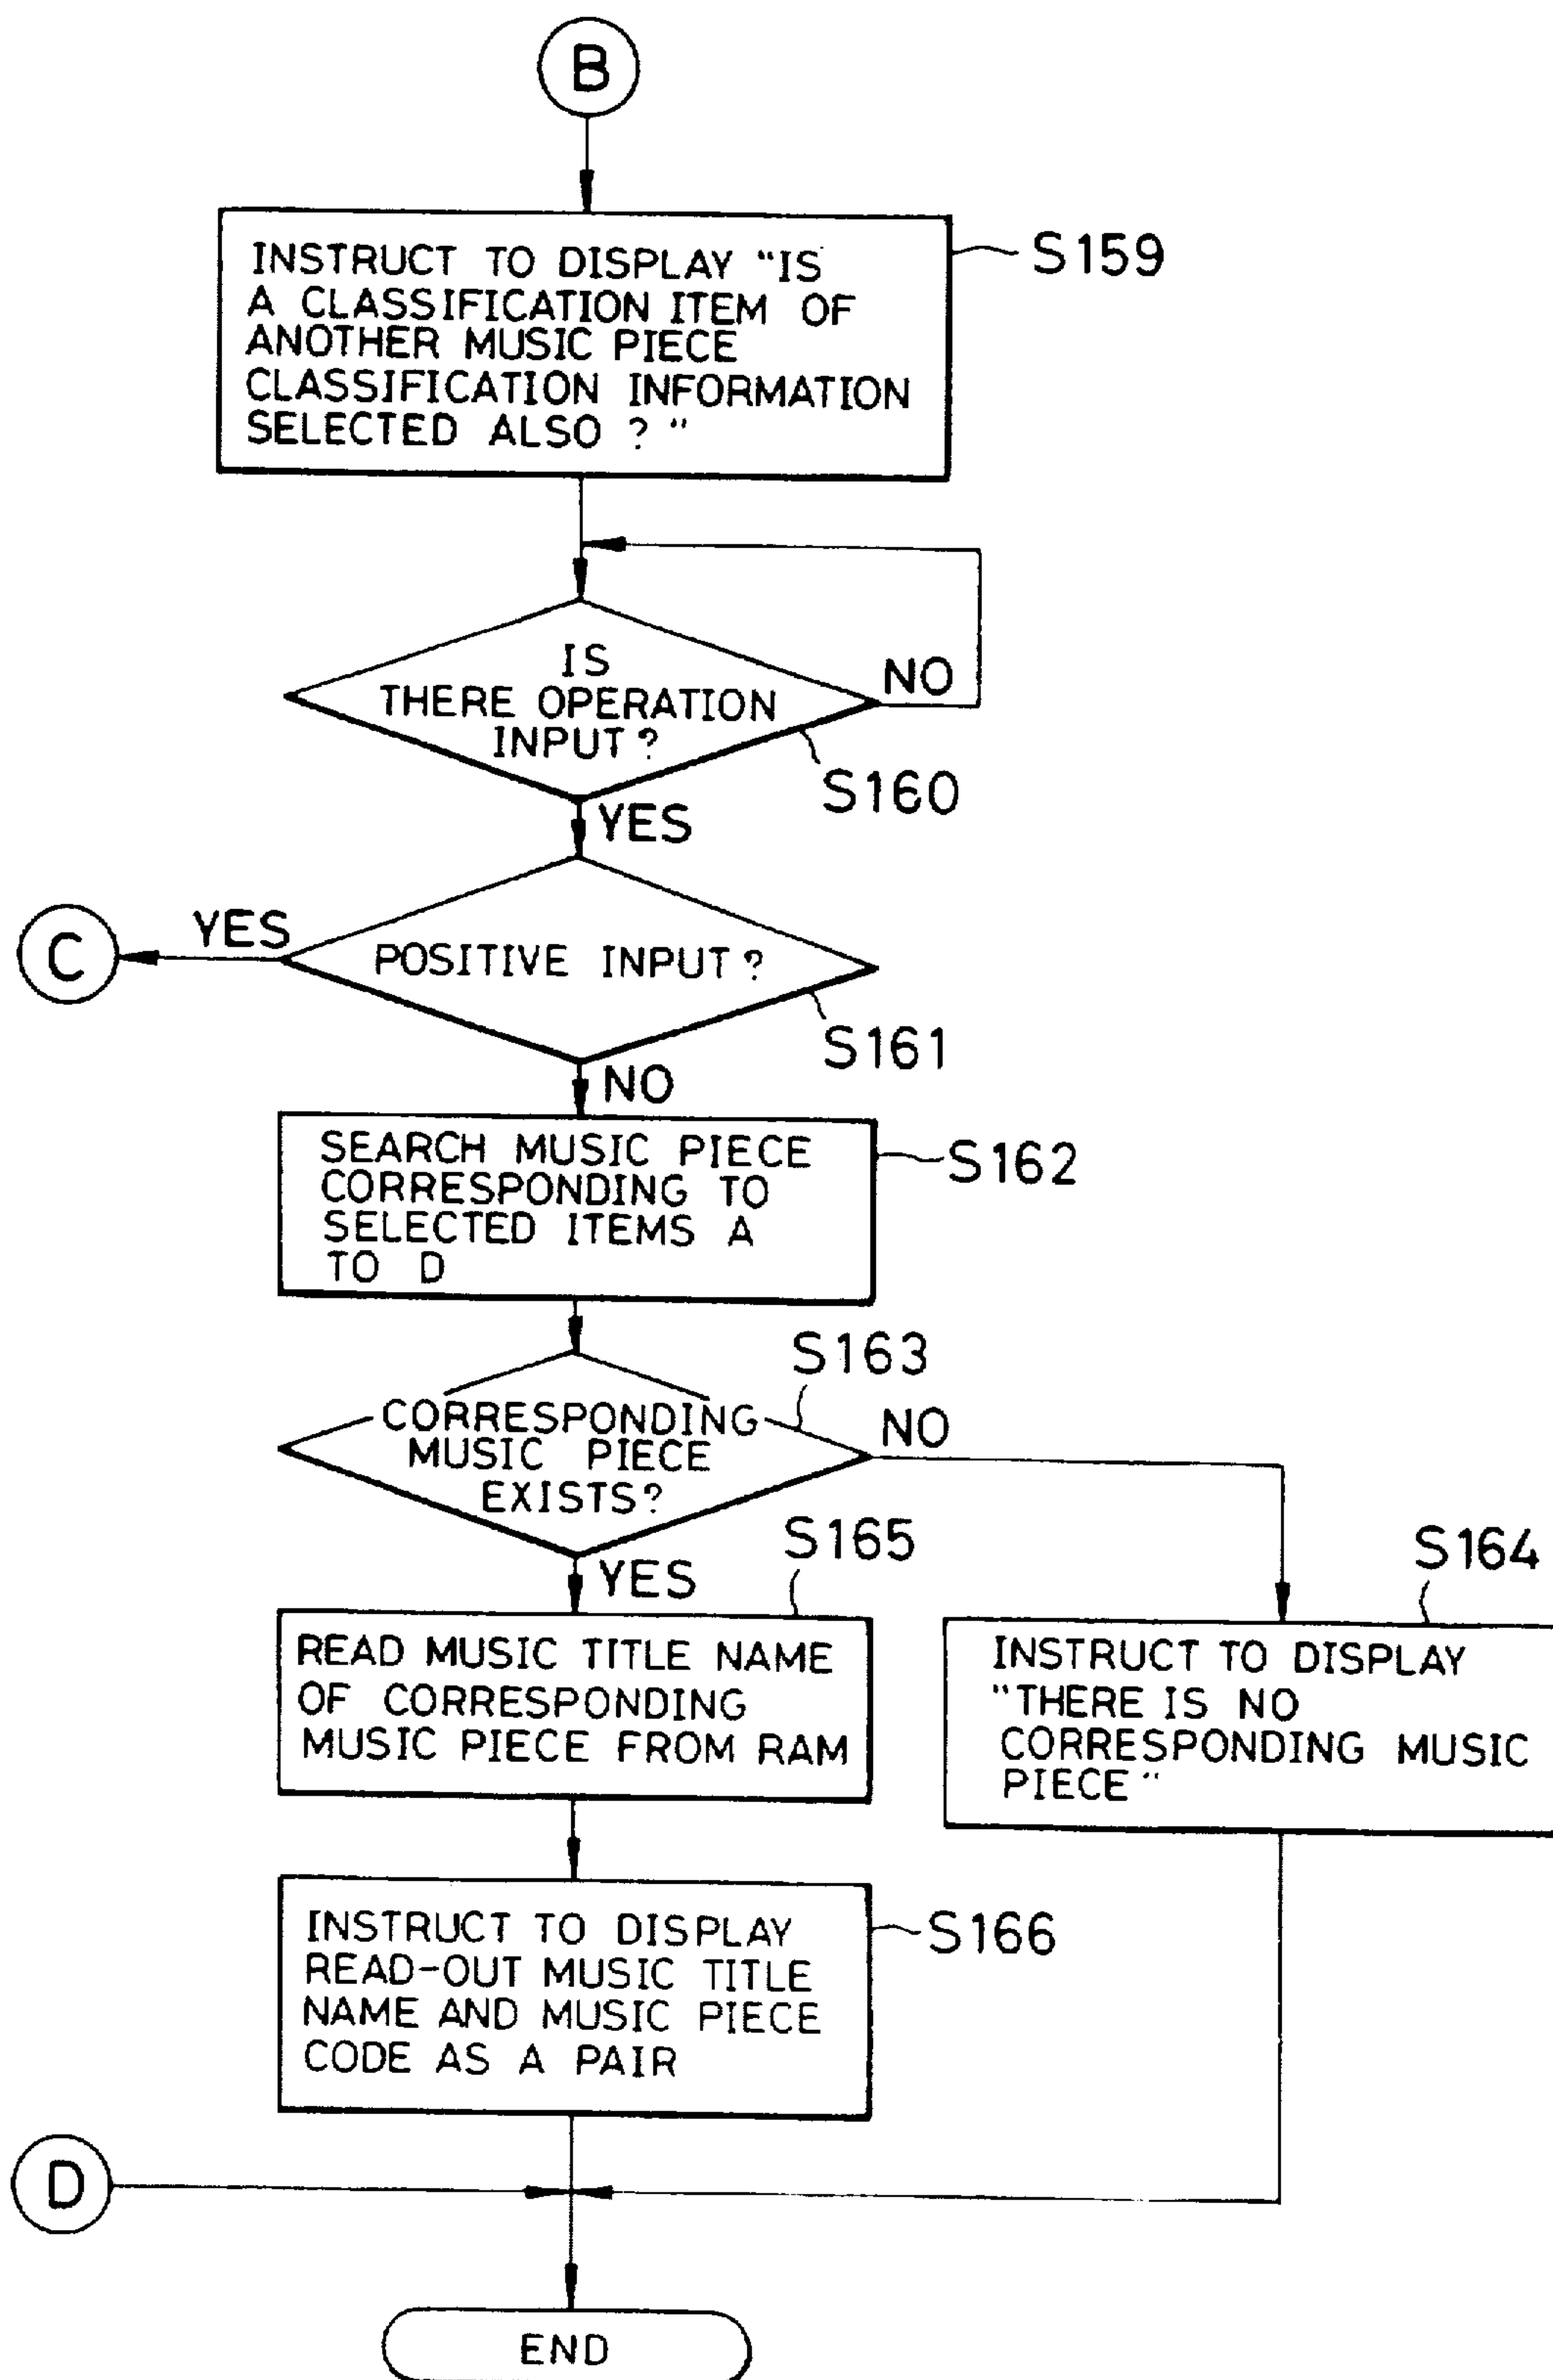 B
INSTRUCT TO DISPLAY "IS
A CLASSIFICATION ITEM OF
ANOTHER MUSIC PIECE
CLASSIFICATION INFORMATION
SELECTED ALSO ? "
S159
IS
THERE OPERATION
INPUT ?
NO
S160
YES
POSITIVE INPUT ?
YES
C
S161
NO
SEARCH MUSIC PIECE
CORRESPONDING TO
SELECTED ITEMS A
TO D
S162
S163
CORRESPONDING
MUSIC PIECE
EXISTS?
NO
YES
S165
READ MUSIC TITLE NAME
OF CORRESPONDING
MUSIC PIECE FROM RAM
S164
INSTRUCT TO DISPLAY
"THERE IS NO
CORRESPONDING MUSIC
PIECE"
INSTRUCT TO DISPLAY
READ-OUT MUSIC TITLE
NAME AND MUSIC PIECE
CODE AS A PAIR
S166
D
END